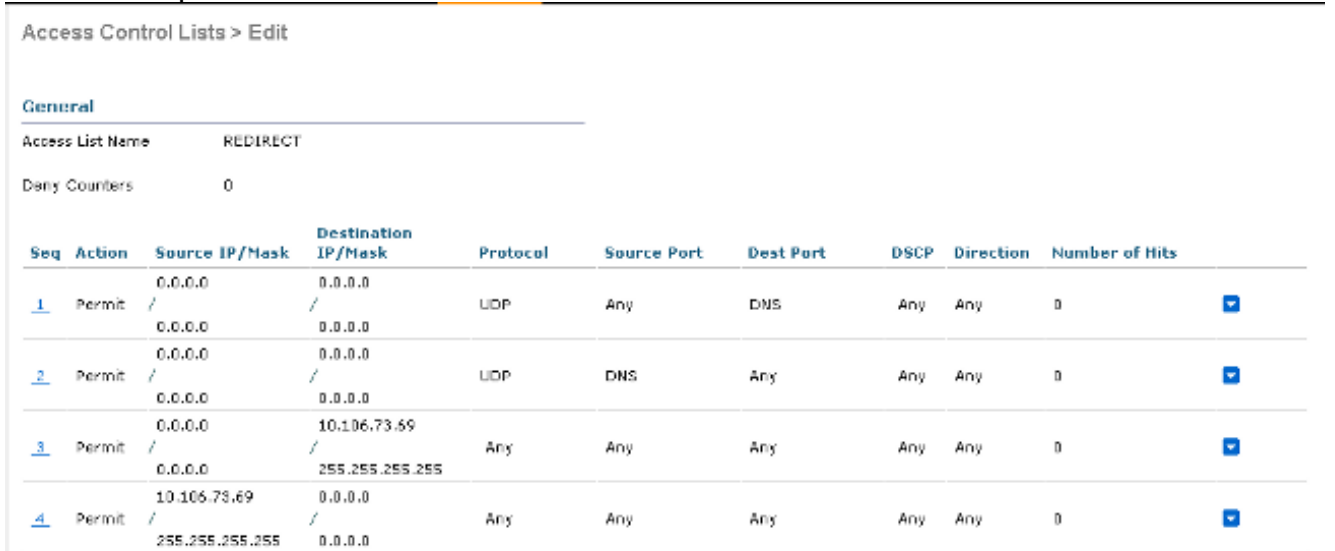 Access Control Lists > Edit
General
Access List Name REDIRECT
Deny Counters 0
Seq Action Source IP/Mask Destination IP/Mask Protocol Source Port Dest Port DSCP Direction Number of Hits
1 Permit 0.0.0.0 / 0.0.0.0 0.0.0.0 / 0.0.0.0 UDP Any DNS Any Any 0
2 Permit 0.0.0.0 / 0.0.0.0 0.0.0.0 / 0.0.0.0 UDP DNS Any Any Any 0
3 Permit 0.0.0.0 / 0.0.0.0 10.106.73.69 / 255.255.255.255 Any Any Any Any Any 0
4 Permit 10.106.73.69 / 255.255.255.255 0.0.0.0 / 0.0.0.0 Any Any Any Any Any 0